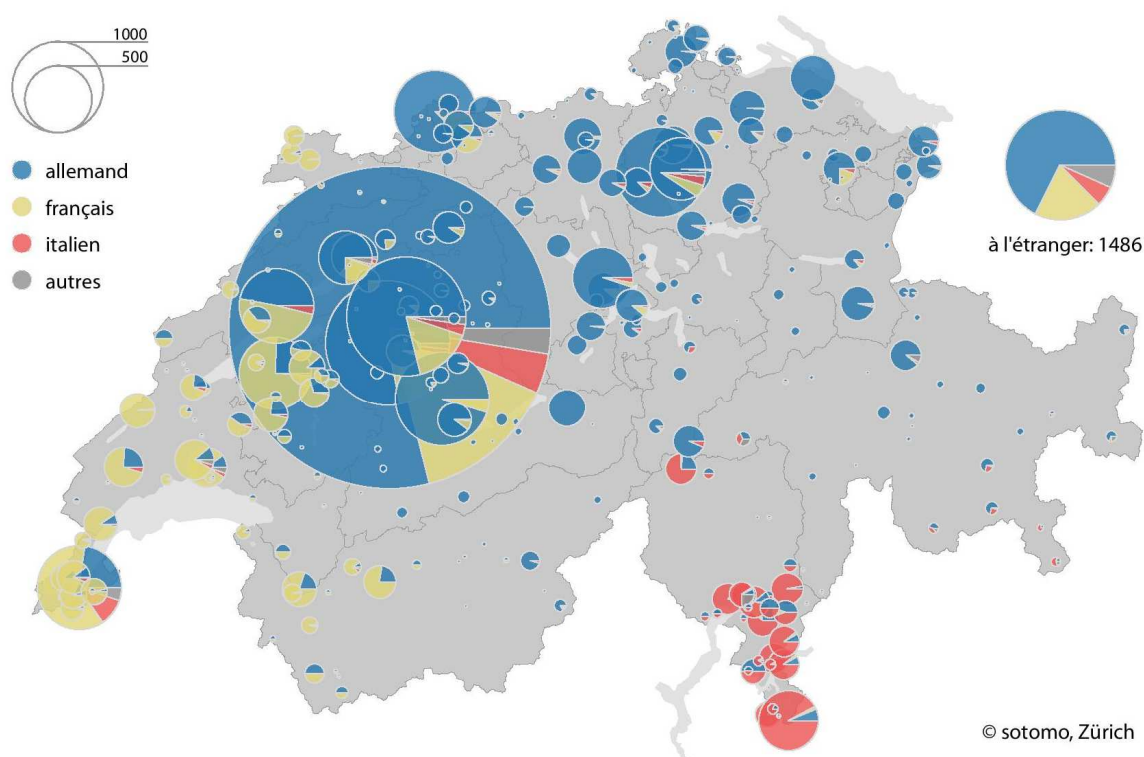 1000
500
allemand
français
italien
autres
à l'étranger: 1486
© sotomo, Zürich